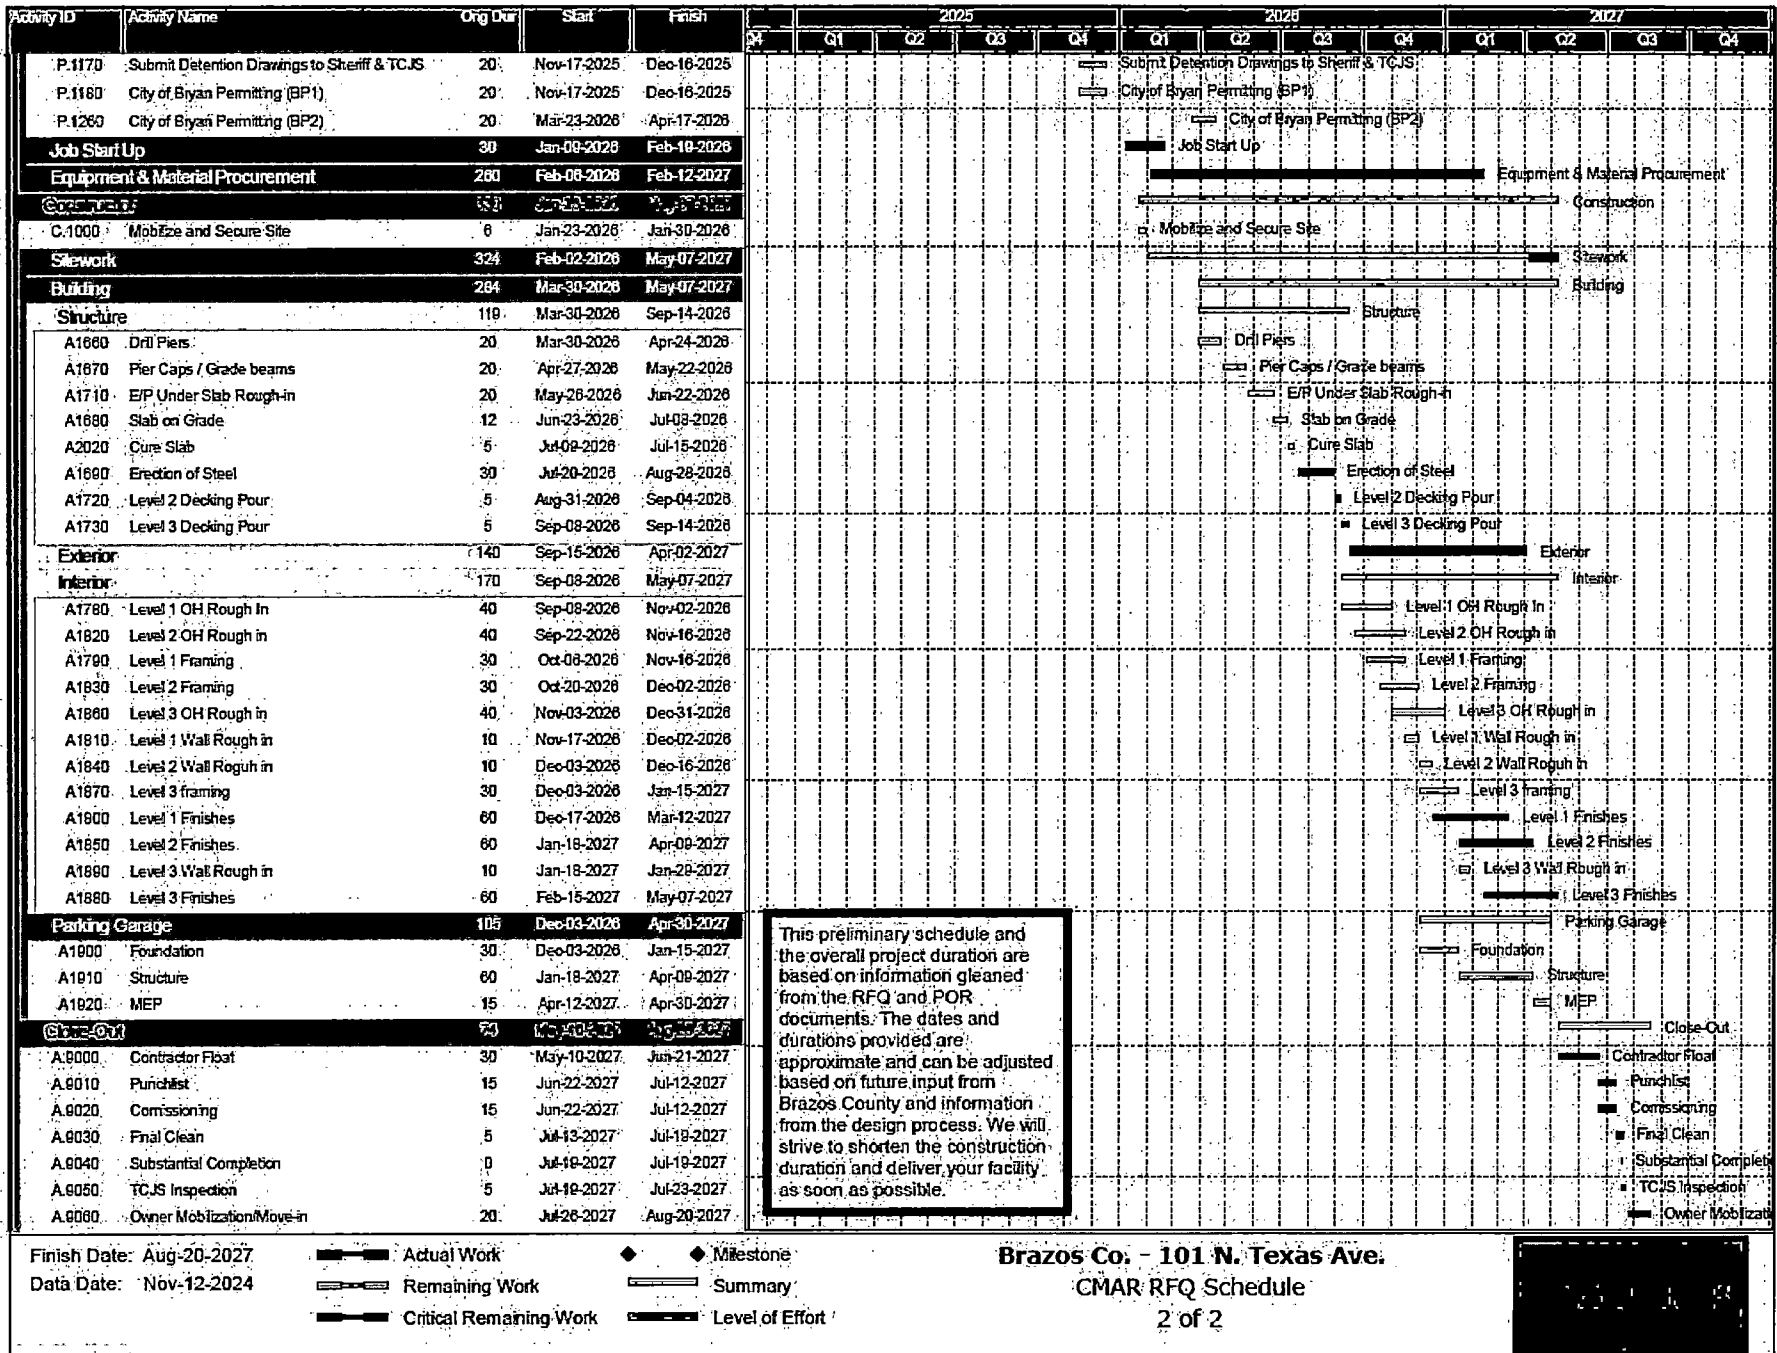 Activity ID Activity Name Ong Dur Start Finish 2025 2026 2027
Q4 Q1 Q2 Q3 Q4 Q1 Q2 Q3 Q4 Q1 Q2 Q3 Q4
P.1170 Submit Detention Drawings to Sheriff & TCJS 20 Nov-17-2025 Dec-16-2025 Submit Detention Drawings to Sheriff & TCJS
P.1180 City of Bryan Permitting (BP1) 20 Nov-17-2025 Dec-16-2025 City of Bryan Permitting (BP1)
P.1260 City of Bryan Permitting (BP2) 20 Mar-23-2026 Apr-17-2026 City of Bryan Permitting (BP2)
Job Start Up 30 Jan-09-2026 Feb-19-2026 Job Start Up
Equipment & Material Procurement 260 Feb-06-2026 Feb-12-2027 Equipment & Material Procurement
Construction Construction
C.1000 Mobilize and Secure Site 6 Jan-23-2026 Jan-30-2026 Mobilize and Secure Site
Sitework 324 Feb-02-2026 May-07-2027 Sitework
Building 284 Mar-30-2026 May-07-2027 Building
Structure 119 Mar-30-2026 Sep-14-2026 Structure
A1660 Drill Piers 20 Mar-30-2026 Apr-24-2026 Drill Piers
A1670 Pier Caps / Grade beams 20 Apr-27-2026 May-22-2026 Pier Caps / Grade beams
A1710 E/P Under Slab Rough-in 20 May-26-2026 Jun-22-2026 E/P Under Slab Rough-in
A1680 Slab on Grade 12 Jun-23-2026 Jul-08-2026 Slab on Grade
A2020 Cure Slab 5 Jul-09-2026 Jul-15-2026 Cure Slab
A1690 Erection of Steel 30 Jul-20-2026 Aug-28-2026 Erection of Steel
A1720 Level 2 Decking Pour 5 Aug-31-2026 Sep-04-2026 Level 2 Decking Pour
A1730 Level 3 Decking Pour 5 Sep-08-2026 Sep-14-2026 Level 3 Decking Pour
Exterior 140 Sep-15-2026 Apr-02-2027 Exterior
Interior 170 Sep-08-2026 May-07-2027 Interior
A1780 Level 1 OH Rough In 40 Sep-08-2026 Nov-02-2026 Level 1 OH Rough In
A1820 Level 2 OH Rough in 40 Sep-22-2026 Nov-16-2026 Level 2 OH Rough in
A1790 Level 1 Framing 30 Oct-06-2026 Nov-16-2026 Level 1 Framing
A1830 Level 2 Framing 30 Oct-20-2026 Dec-02-2026 Level 2 Framing
A1860 Level 3 OH Rough in 40 Nov-03-2026 Dec-31-2026 Level 3 OH Rough in
A1810 Level 1 Wall Rough in 10 Nov-17-2026 Dec-02-2026 Level 1 Wall Rough in
A1840 Level 2 Wall Roguh in 10 Dec-03-2026 Dec-16-2026 Level 2 Wall Roguh in
A1870 Level 3 framing 30 Dec-03-2026 Jan-15-2027 Level 3 framing
A1800 Level 1 Finishes 60 Dec-17-2026 Mar-12-2027 Level 1 Finishes
A1850 Level 2 Finishes 60 Jan-18-2027 Apr-09-2027 Level 2 Finishes
A1890 Level 3 Wall Rough in 10 Jan-18-2027 Jan-29-2027 Level 3 Wall Rough in
A1880 Level 3 Finishes 60 Feb-15-2027 May-07-2027 Level 3 Finishes
Parking Garage 105 Dec-03-2026 Apr-30-2027 Parking Garage
A1900 Foundation 30 Dec-03-2026 Jan-15-2027 Foundation
A1910 Structure 60 Jan-18-2027 Apr-09-2027 Structure
A1920 MEP 15 Apr-12-2027 Apr-30-2027 MEP
Close-Out 74 Close-Out
A.9000 Contractor Float 30 May-10-2027 Jun-21-2027 Contractor Float
A.9010 Punchlist 15 Jun-22-2027 Jul-12-2027 Punchlist
A.9020 Comissioning 15 Jun-22-2027 Jul-12-2027 Comissioning
A.9030 Final Clean 5 Jul-13-2027 Jul-19-2027 Final Clean
A.9040 Substantial Completion 0 Jul-19-2027 Jul-19-2027 Substantial Completi
A.9050 TCJS Inspection 5 Jul-19-2027 Jul-23-2027 TCJS Inspection
A.9060 Owner Mobilization/Move-in 20 Jul-26-2027 Aug-20-2027 Owner Mobilizati
This preliminary schedule and
the overall project duration are
based on information gleaned
from the RFQ and POR
documents. The dates and
durations provided are
approximate and can be adjusted
based on future input from
Brazos County and information
from the design process. We will
strive to shorten the construction
duration and deliver your facility
as soon as possible.
Finish Date: Aug-20-2027
Data Date: Nov-12-2024
Actual Work
Remaining Work
Critical Remaining Work
Milestone
Summary
Level of Effort
Brazos Co. - 101 N. Texas Ave.
CMAR RFQ Schedule
2 of 2